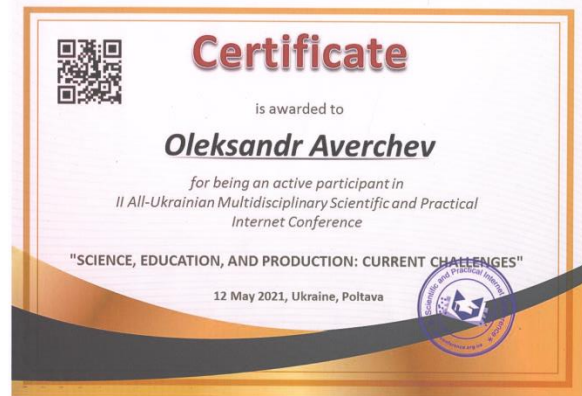 Certificate
is awarded to
Oleksandr Averchev
for being an active participant in
II All-Ukrainian Multidisciplinary Scientific and Practical
Internet Conference
"SCIENCE, EDUCATION, AND PRODUCTION: CURRENT CHALLENGES"
12 May 2021, Ukraine, Poltava
Scientific and Practical Internet